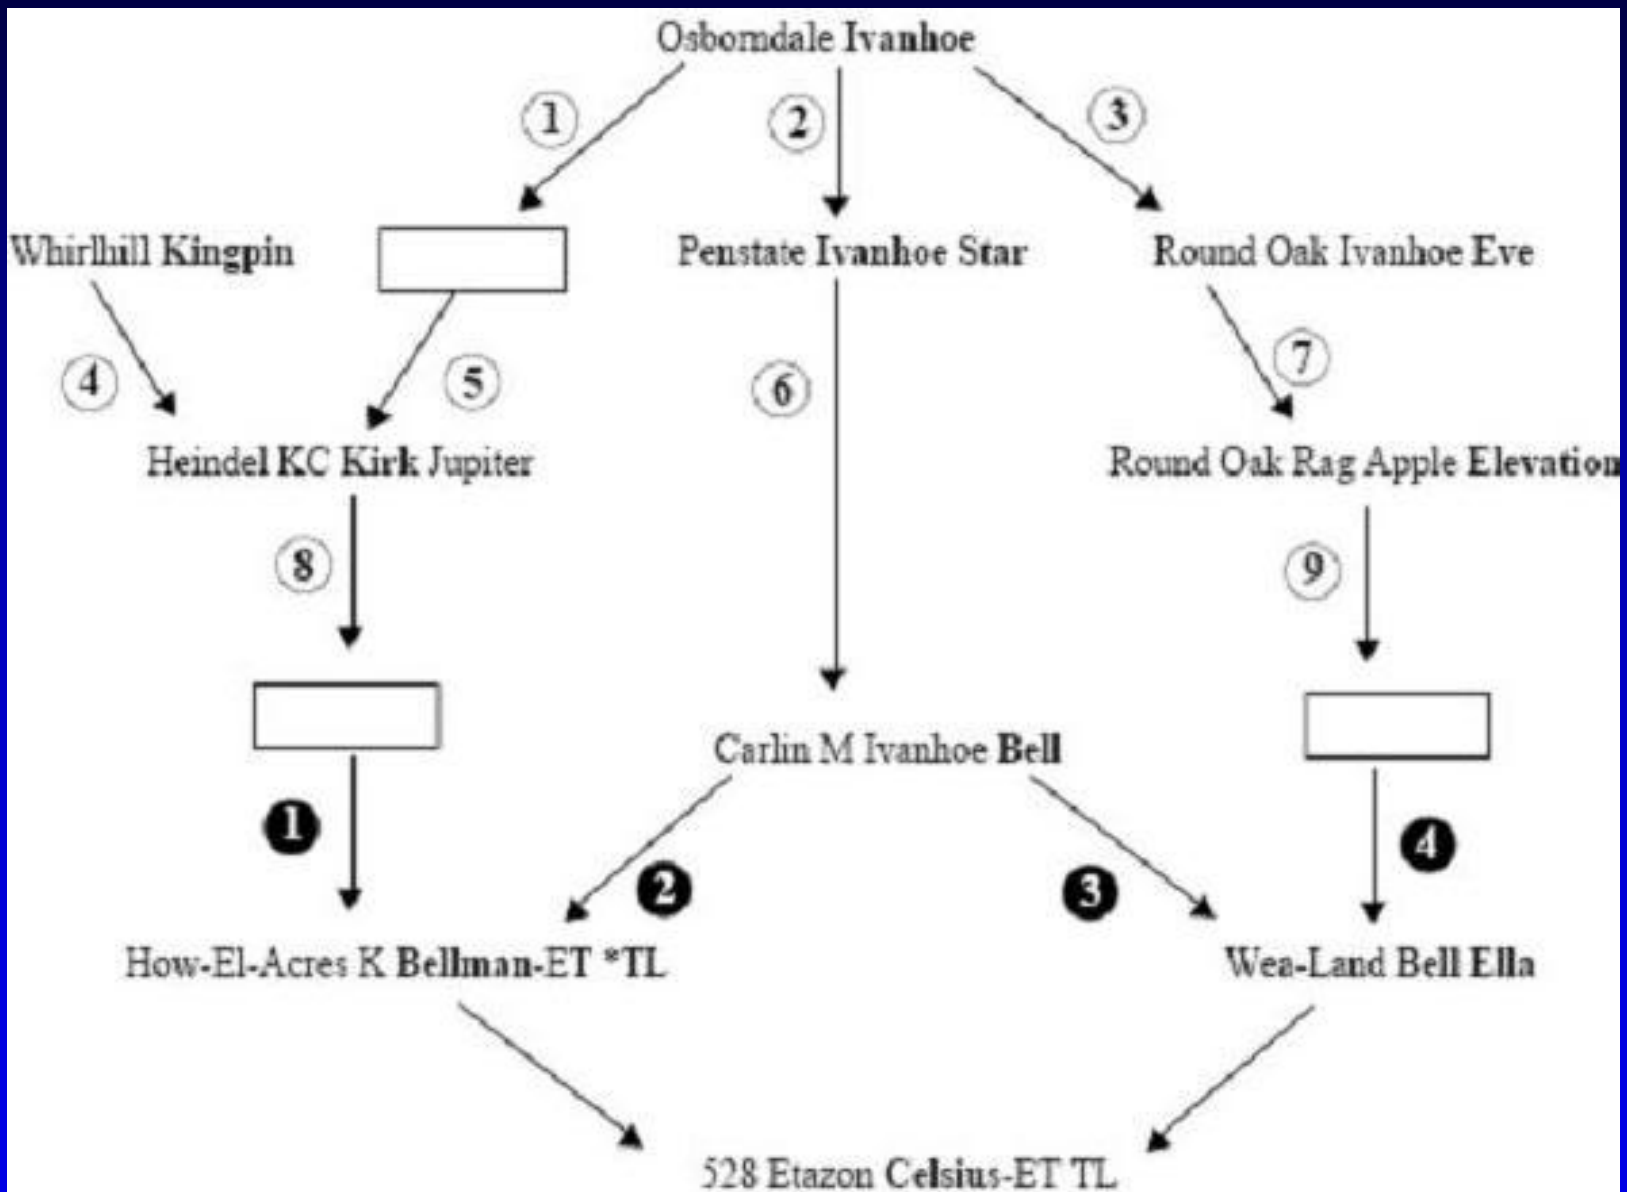 Osborndale Ivanhoe
1
2
3
Whirlhill Kingpin
Penstate Ivanhoe Star
Round Oak Ivanhoe Eve
4
5
6
7
Heindel KC Kirk Jupiter
Round Oak Rag Apple Elevation
8
9
Carlin M Ivanhoe Bell
1
2
3
4
How-El-Acres K Bellman-ET *TL
Wea-Land Bell Ella
528 Etazon Celsius-ET TL